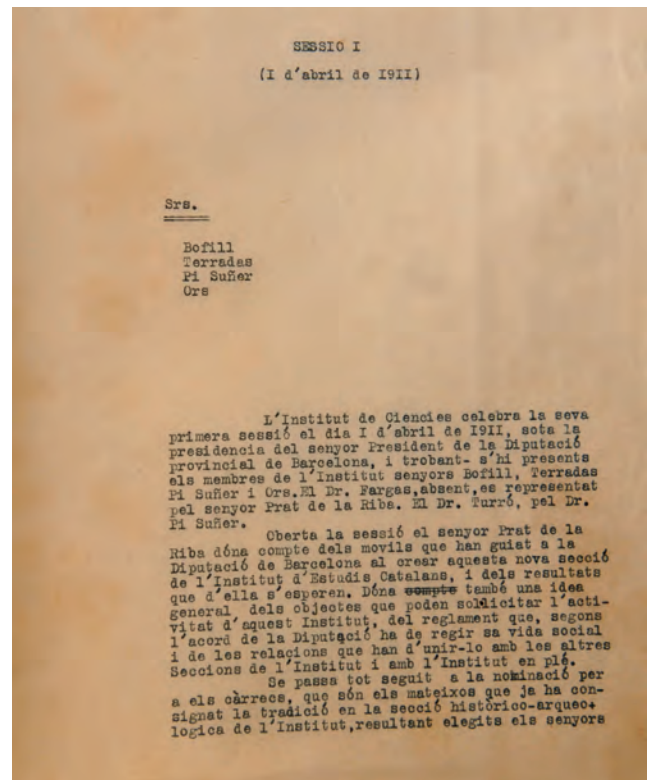 SESSIO I
(I d'abril de I9II)
Srs.
Bofill
Terradas
Pi Suñer
Ors
L'Institut de Ciencies celebra la seva
primera sessió el dia I d'abril de I9II, sota la
presidencia del senyor President de la Diputació
provincial de Barcelona, i trobant- s'hi presents
els membres de l'Institut senyors Bofill, Terradas
Pi Suñer i Ors.El Dr. Fargas,absent,es representat
pel senyor Prat de la Riba. El Dr. Turró, pel Dr.
Pi Suñer.
Oberta la sessió el senyor Prat de la
Riba dóna compte dels movils que han guiat a la
Diputació de Barcelona al crear aquesta nova secció
de l'Institut d'Estudis Catalans, i dels resultats
que d'ella s'esperen. Dóna compte també una idea
general dels objectes que poden sollicitar l'acti-
vitat d'aquest Institut, del reglament que, segons
l'acord de la Diputació ha de regir sa vida social
i de les relacions que han d'unir-lo amb les altres
Seccions de l'Institut i amb l'Institut en plé.
Se passa tot seguit a la nominació per
a els càrrecs, que són els mateixos que ja ha con-
signat la tradició en la secció històrico-arqueo+
logica de l'Institut,resultant elegits els senyors